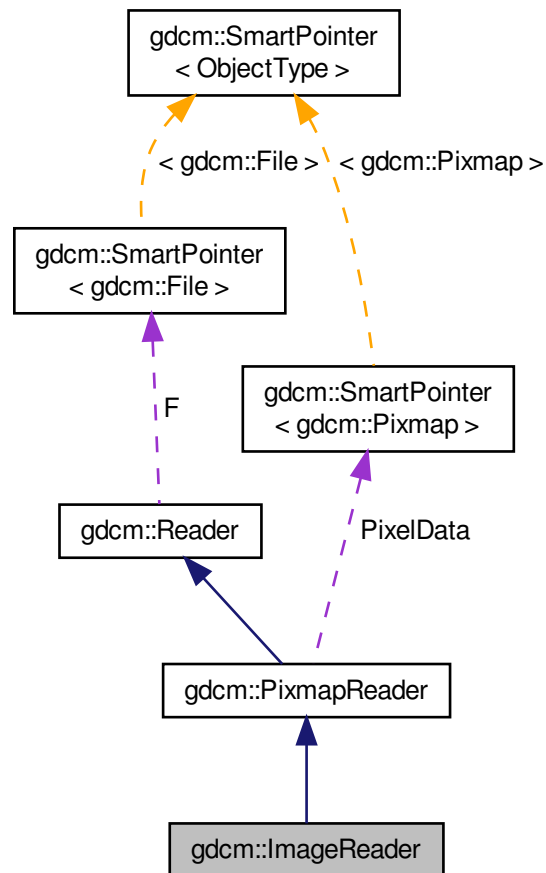 gdcm::SmartPointer
< ObjectType >
< gdcm::File >
< gdcm::Pixmap >
gdcm::SmartPointer
< gdcm::File >
gdcm::SmartPointer
< gdcm::Pixmap >
F
gdcm::Reader
PixelData
gdcm::PixmapReader
gdcm::ImageReader